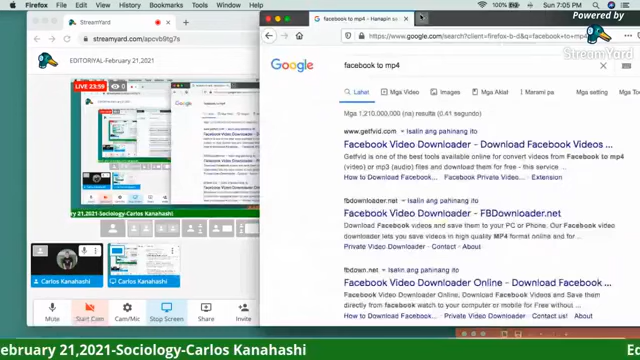 Firefox File Edit View History Bookmarks Tools Window Help
100% Sun 7:05 PM
Powered by
StreamYard
StreamYard
streamyard.com/apcvb9tg7s
EDITORIYAL-February 21,2021
LIVE 23:59
0
Carlos Kanahashi
Carlos Kanahashi
Mute
Start Cam
Cam/Mic
Stop Screen
Share
Invite
facebook to mp4 - Hanapin sa
https://www.google.com/search?client=firefox-b-d&q=facebook+to+mp4
Google
facebook to mp4
Lahat
Mga Video
Images
Mga Aklat
Marami pa
Mga setting
Mga 1,210,000,000 (na) resulta (0.41 segundo)
www.getfvid.com Isalin ang pahinang ito
Facebook Video Downloader - Download Facebook Videos ...
Getfvid is one of the best tools available online for convert videos from Facebook to mp4
(video) or mp3 (audio) files and download them for free - this service ...
How to Download Facebook... Facebook Private Video... Extension
fbdownloader.net Isalin ang pahinang ito
Facebook Video Downloader - FBDownloader.net
Download Facebook videos and save them to your PC/Phone, Our Facebook video
downloader lets you save videos in high quality MP4 format online and for ...
Private Video Downloader Contact About
fbdown.net Isalin ang pahinang ito
Facebook Video Downloader Online - Download Facebook ...
Facebook Video Downloader Online, Download Facebook Videos and Save them
directly from facebook to your computer or mobile for Free without ...
How to Download? Private Video Downloader Contact us! About
ebruary 21,2021-Sociology-Carlos Kanahashi